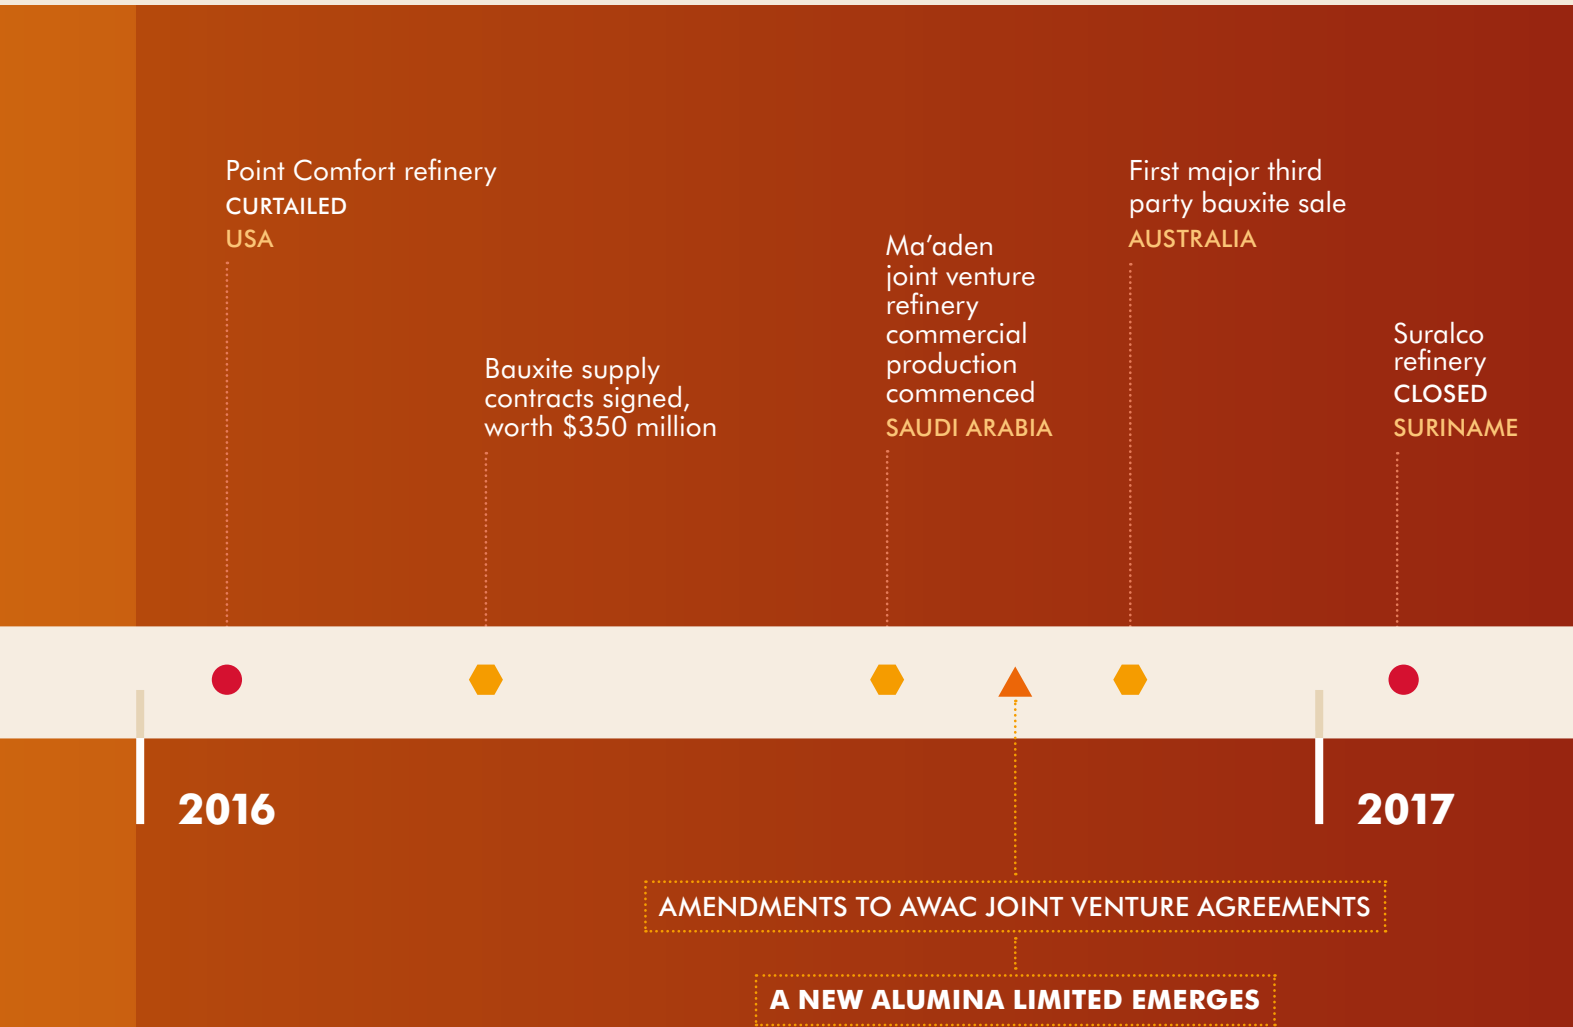 Point Comfort refinery
CURTAILED
USA
Bauxite supply
contracts signed,
worth $350 million
Ma’aden
joint venture
refinery
commercial
production
commenced
SAUDI ARABIA
First major third
party bauxite sale
AUSTRALIA
Suralco
refinery
CLOSED
SURINAME
2016
2017
AMENDMENTS TO AWAC JOINT VENTURE AGREEMENTS
A NEW ALUMINA LIMITED EMERGES